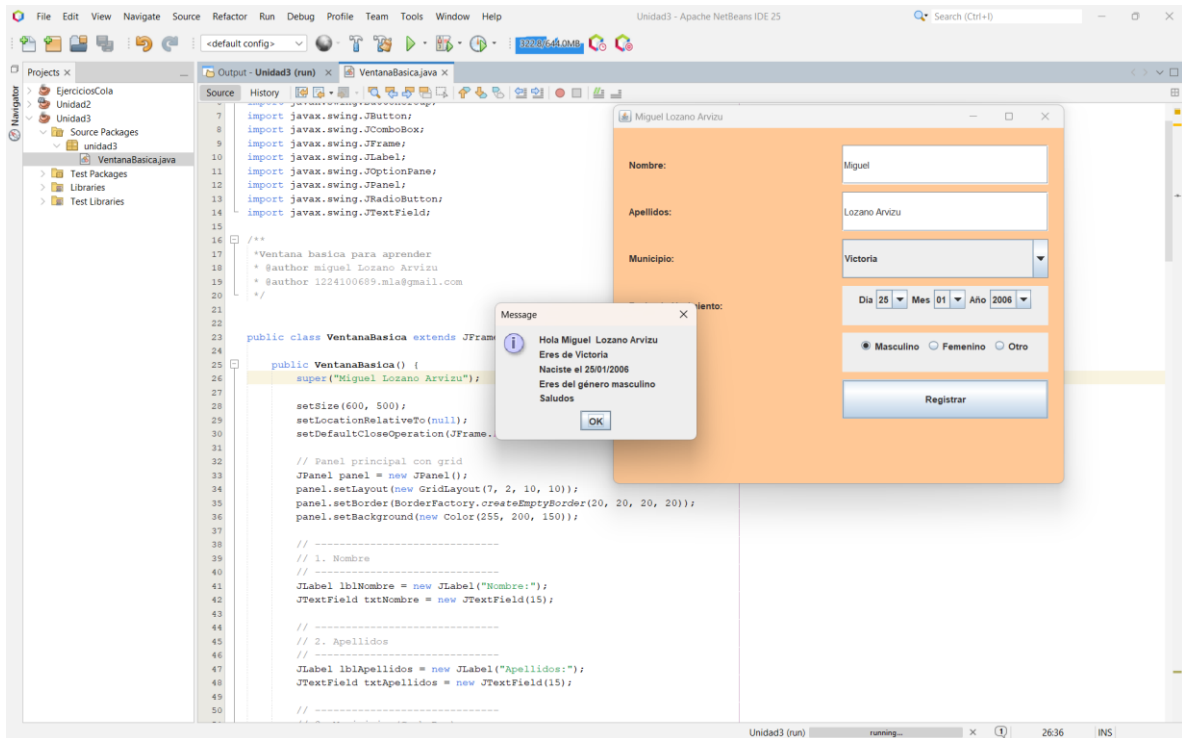 File Edit View Navigate Source Refactor Run Debug Profile Team Tools Window Help
Unidad3 - Apache NetBeans IDE 25
Search (Ctrl+I)
<default config>
Projects
Navigator
EjerciciosCola
Unidad2
Unidad3
Source Packages
unidad3
VentanaBasica.java
Test Packages
Libraries
Test Libraries
Output - Unidad3 (run)
VentanaBasica.java
Source History
7 import javax.swing.JButton;
8 import javax.swing.JComboBox;
9 import javax.swing.JFrame;
10 import javax.swing.JLabel;
11 import javax.swing.JOptionPane;
12 import javax.swing.JPanel;
13 import javax.swing.JRadioButton;
14 import javax.swing.JTextField;
15
16 /**
17 *Ventana basica para aprender
18 * @author miguel Lozano Arvizu
19 * @author 1224100689.mla@gmail.com
20 */
21
22
23 public class VentanaBasica extends JFrame
24
25 public VentanaBasica() {
26 super("Miguel Lozano Arvizu");
27
28 setSize(600, 500);
29 setLocationRelativeTo(null);
30 setDefaultCloseOperation(JFrame.
31
32 // Panel principal con grid
33 JPanel panel = new JPanel();
34 panel.setLayout(new GridLayout(7, 2, 10, 10));
35 panel.setBorder(BorderFactory.createEmptyBorder(20, 20, 20, 20));
36 panel.setBackground(new Color(255, 200, 150));
37
38 // ------------------------------
39 // 1. Nombre
40 // ------------------------------
41 JLabel lblNombre = new JLabel("Nombre:");
42 JTextField txtNombre = new JTextField(15);
43
44 // ------------------------------
45 // 2. Apellidos
46 // ------------------------------
47 JLabel lblApellidos = new JLabel("Apellidos:");
48 JTextField txtApellidos = new JTextField(15);
49
50 // ------------------------------
Miguel Lozano Arvizu
Nombre: Miguel
Apellidos: Lozano Arvizu
Municipio: Victoria
Día 25 Mes 01 Año 2006
Masculino Femenino Otro
Registrar
Message
Hola Miguel Lozano Arvizu
Eres de Victoria
Naciste el 25/01/2006
Eres del género masculino
Saludos
OK
Unidad3 (run) running... 1 26:36 INS